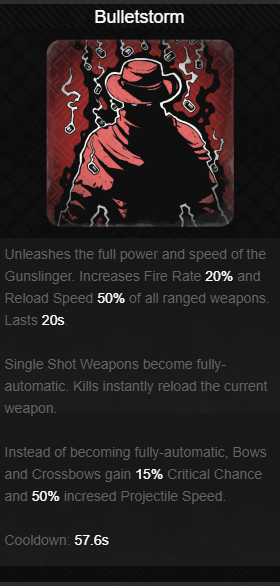 Bulletstorm
Unleashes the full power and speed of the
Gunslinger. Increases Fire Rate 20% and
Reload Speed 50% of all ranged weapons.
Lasts 20s.
Single Shot Weapons become fully-
automatic. Kills instantly reload the current
weapon.
Instead of becoming fully-automatic, Bows
and Crossbows gain 15% Critical Chance
and 50% incresed Projectile Speed.
Cooldown: 57.6s